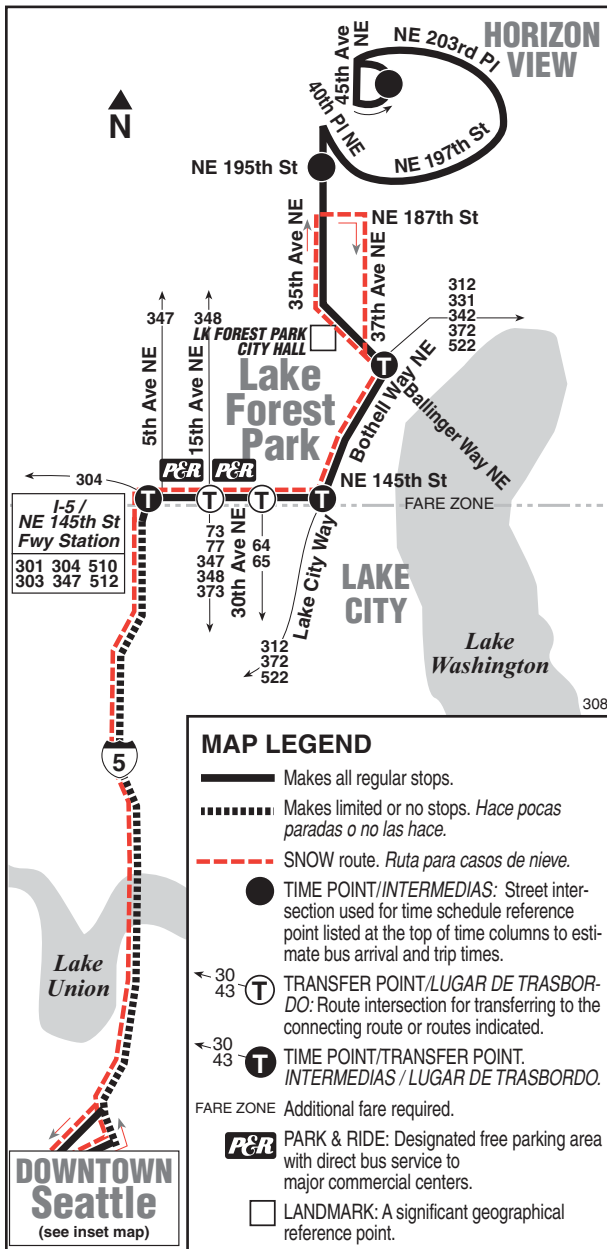 HORIZON
VIEW
45th Ave
NE
NE 203rd Pl
40th Pl NE
NE 197th St
N
NE 195th St
NE 187th St
35th Ave NE
37th Ave NE
312
331
342
372
522
347
348
LK FOREST PARK
CITY HALL
5th Ave NE
15th Ave NE
Lake
Forest
Park
Bothell Way NE
Ballinger Way NE
P&R
P&R
304
T
T
T
T
T
NE 145th St
FARE ZONE
I-5 /
NE 145th St
Fwy Station
301 304 510
303 347 512
73
77
347
348
373
30th Ave NE
64
65
Lake City Way
LAKE
CITY
312
372
522
Lake
Washington
308
5
Lake
Union
DOWNTOWN
Seattle
(see inset map)
MAP LEGEND
Makes all regular stops.
Makes limited or no stops. Hace pocas
paradas o no las hace.
SNOW route. Ruta para casos de nieve.
TIME POINT/INTERMEDIAS: Street inter-
section used for time schedule reference
point listed at the top of time columns to esti-
mate bus arrival and trip times.
30
43
T
TRANSFER POINT/LUGAR DE TRASBOR-
DO: Route intersection for transferring to the
connecting route or routes indicated.
30
43
T
TIME POINT/TRANSFER POINT.
INTERMEDIAS / LUGAR DE TRASBORDO.
FARE ZONE Additional fare required.
P&R PARK & RIDE: Designated free parking area
with direct bus service to
major commercial centers.
LANDMARK: A significant geographical
reference point.